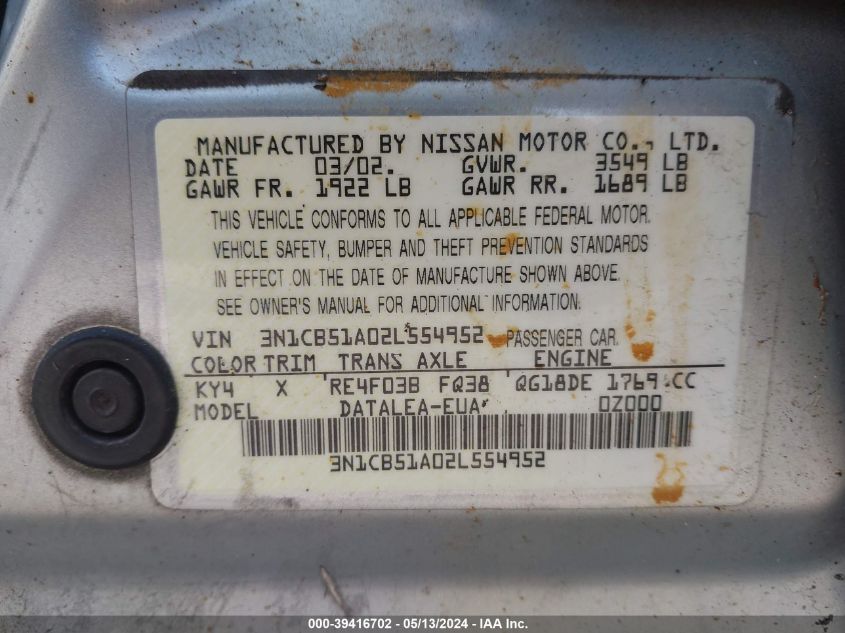 MANUFACTURED BY NISSAN MOTOR CO., LTD.
DATE 03/02. GVWR. 3549 LB
GAWR FR. 1922 LB GAWR RR. 1689 LB
THIS VEHICLE CONFORMS TO ALL APPLICABLE FEDERAL MOTOR
VEHICLE SAFETY, BUMPER AND THEFT PREVENTION STANDARDS
IN EFFECT ON THE DATE OF MANUFACTURE SHOWN ABOVE.
SEE OWNER'S MANUAL FOR ADDITIONAL INFORMATION.
VIN 3N1CB51A02L554952 PASSENGER CAR
COLOR TRIM TRANS AXLE ENGINE
KY4 X RE4F03B FQ38 QG18DE 1769 CC
MODEL DATALEA-EUA 0Z000
3N1CB51A02L554952
000-39416702 - 05/13/2024 - IAA Inc.